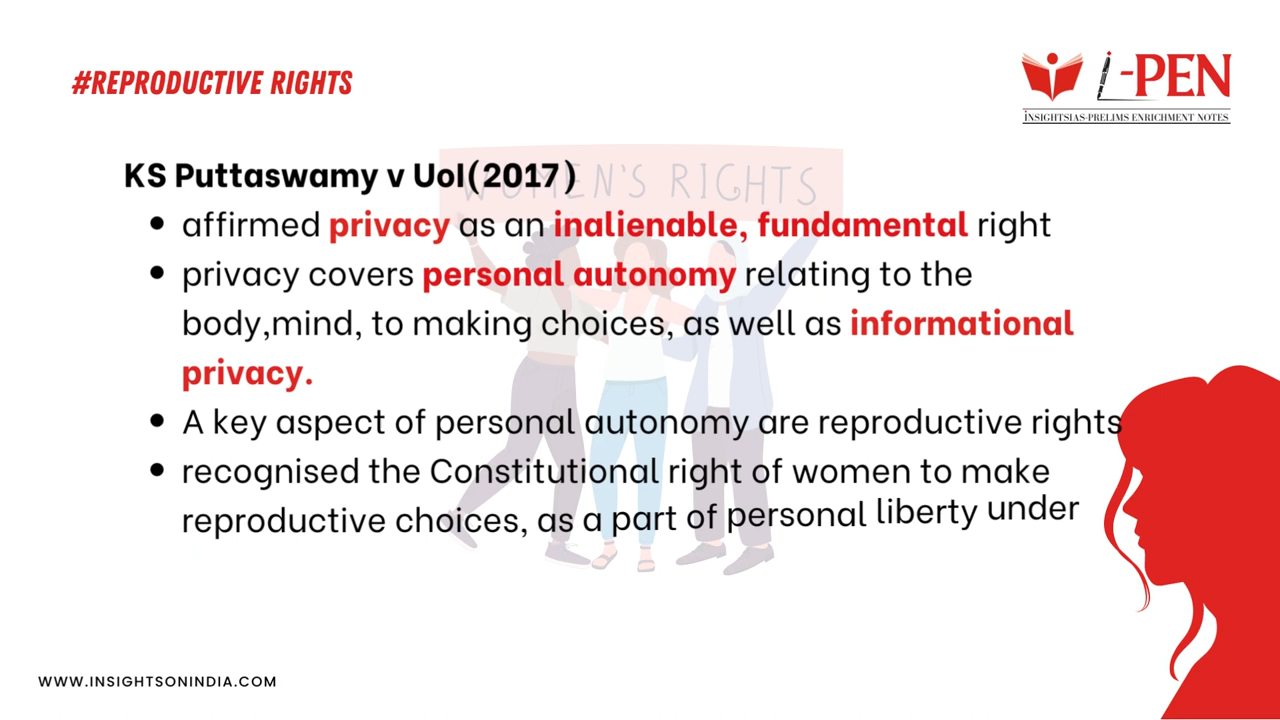 #REPRODUCTIVE RIGHTS
i-PEN
INSIGHTSIAS-PRELIMS ENRICHMENT NOTES
WOMEN'S RIGHTS
KS Puttaswamy v UoI(2017)
• affirmed privacy as an inalienable, fundamental right
• privacy covers personal autonomy relating to the
body,mind, to making choices, as well as informational
privacy.
• A key aspect of personal autonomy are reproductive rights
• recognised the Constitutional right of women to make
reproductive choices, as a part of personal liberty under
WWW.INSIGHTSONINDIA.COM